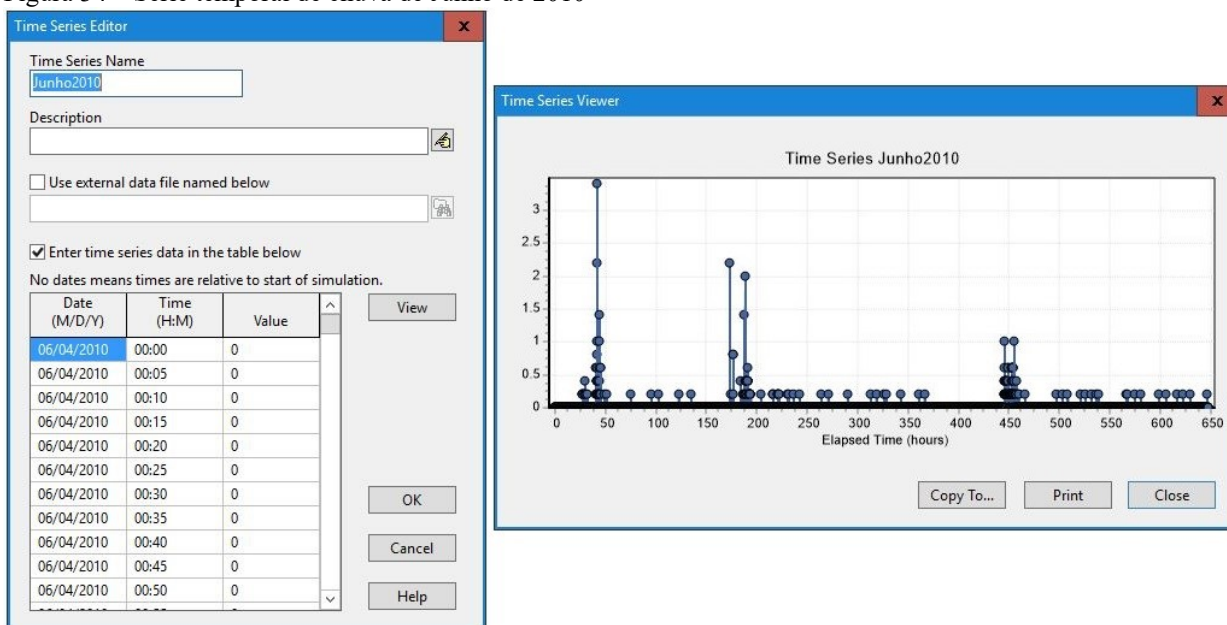 Time Series Editor
x
Time Series Name
Junho2010
Description
Use external data file named below
Enter time series data in the table below
No dates means times are relative to start of simulation.
Date (M/D/Y) Time (H:M) Value
06/04/2010 00:00 0
06/04/2010 00:05 0
06/04/2010 00:10 0
06/04/2010 00:15 0
06/04/2010 00:20 0
06/04/2010 00:25 0
06/04/2010 00:30 0
06/04/2010 00:35 0
06/04/2010 00:40 0
06/04/2010 00:45 0
06/04/2010 00:50 0
View
OK
Cancel
Help
Time Series Viewer
x
Time Series Junho2010
3
2.5
2
1.5
1
0.5
0
0 50 100 150 200 250 300 350 400 450 500 550 600 650
Elapsed Time (hours)
Copy To... Print Close